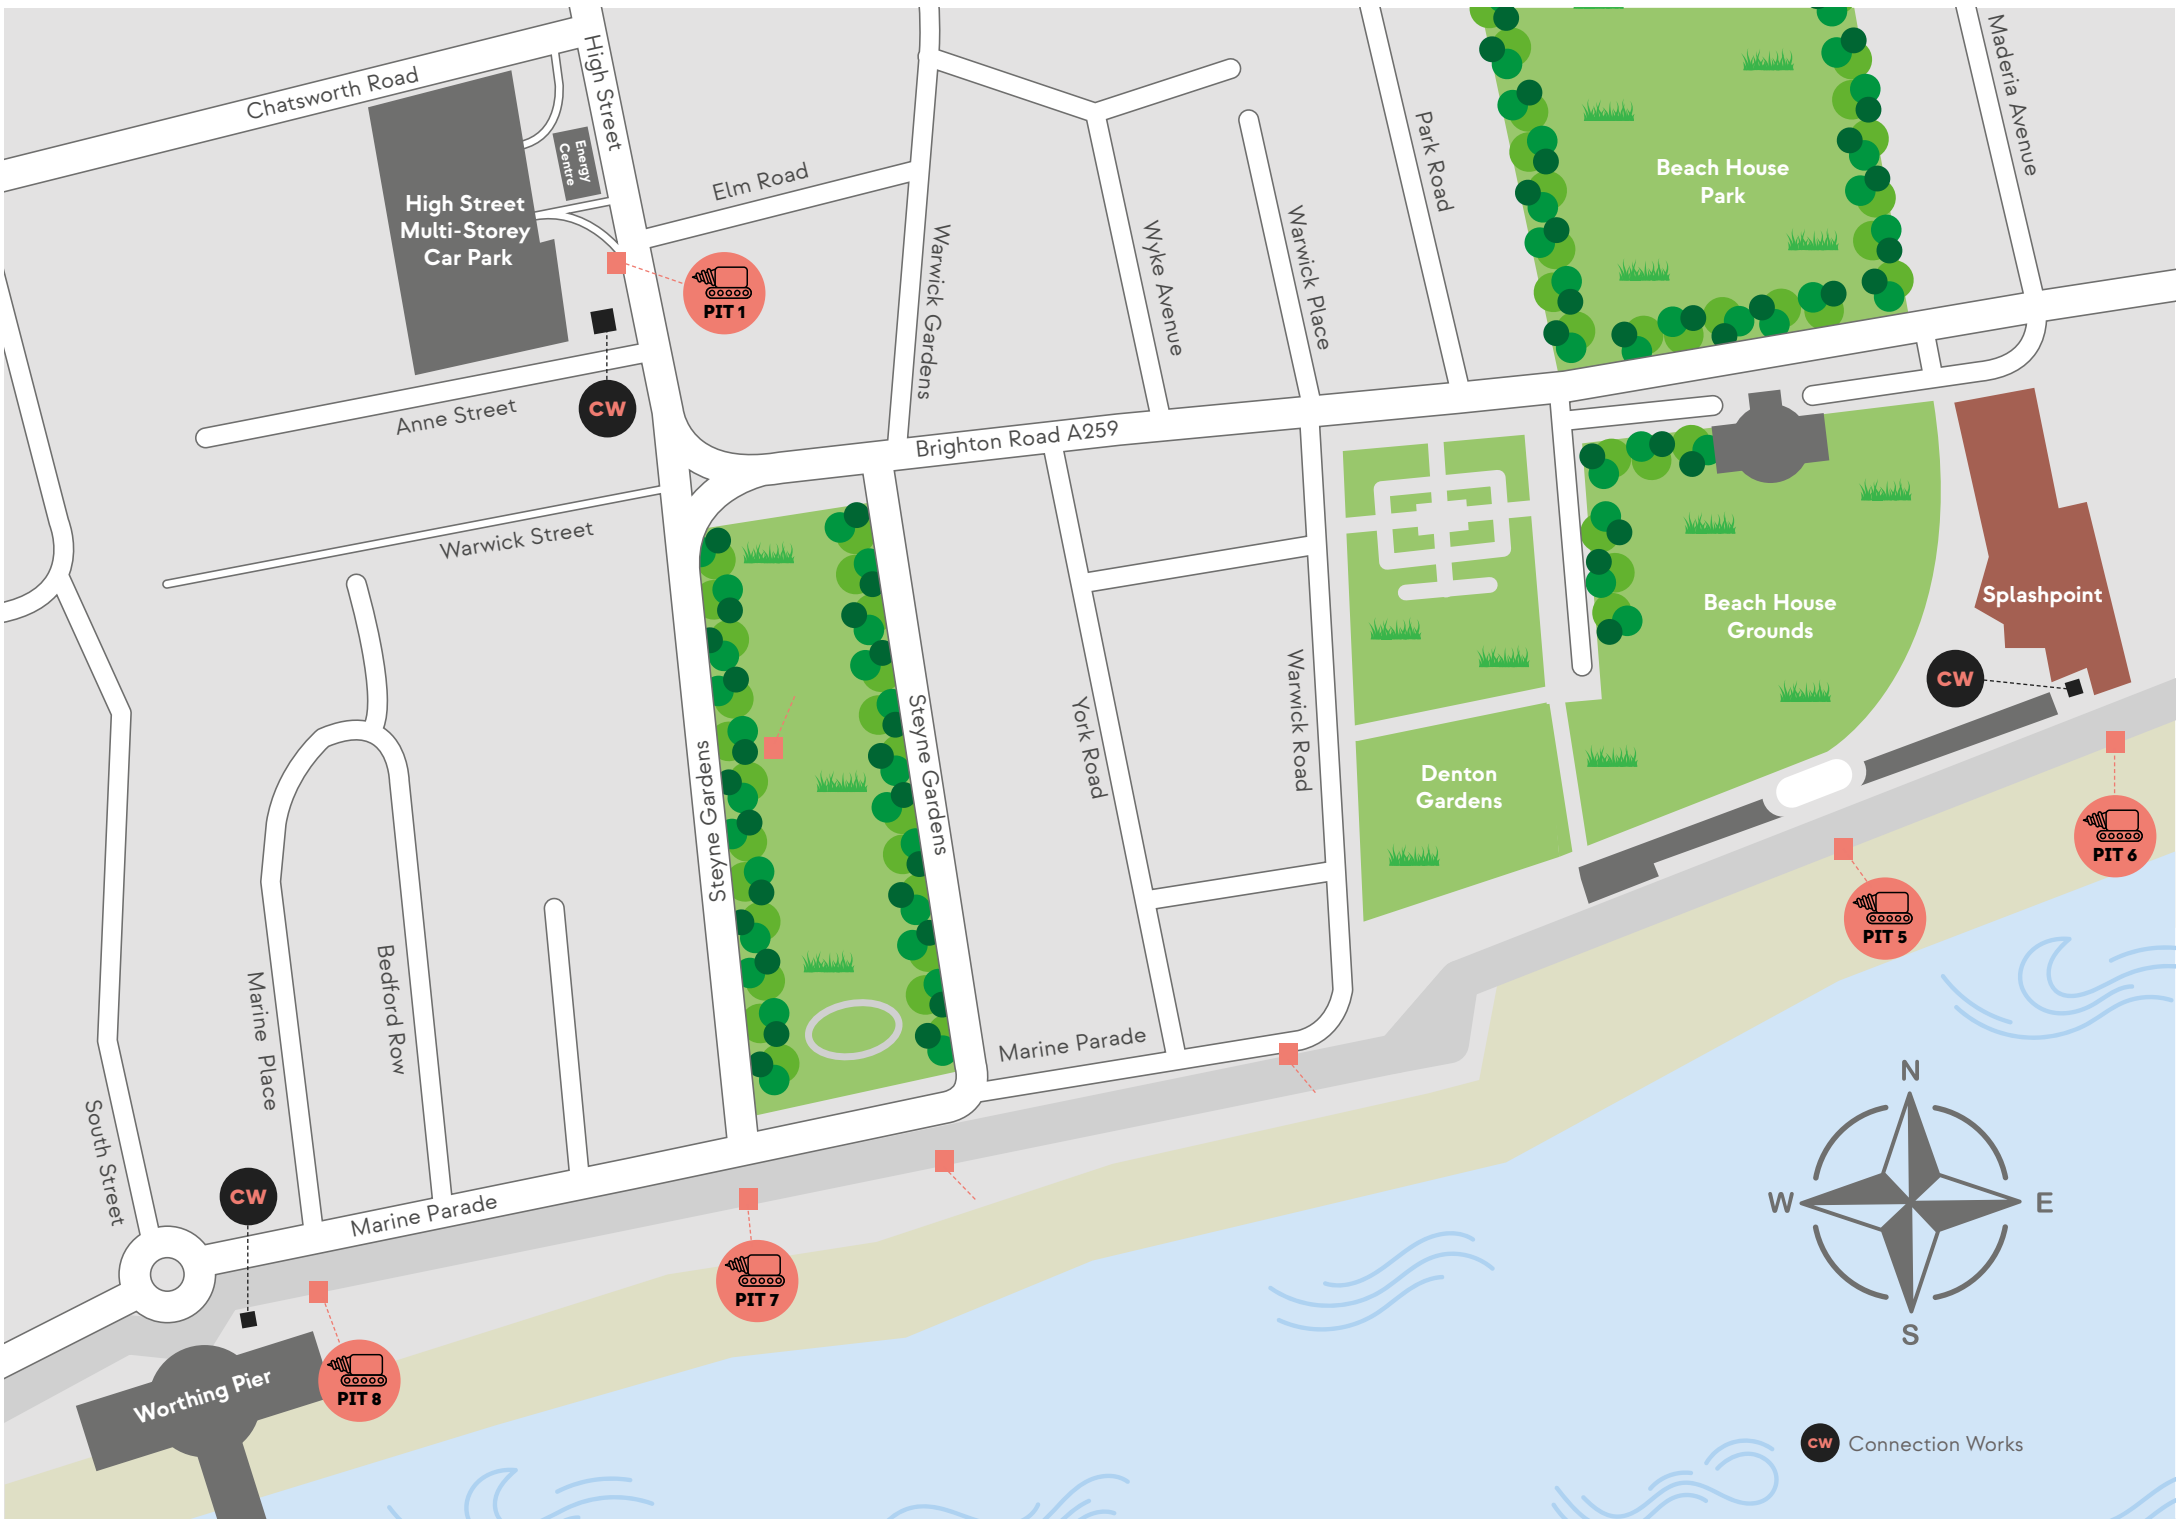 Chatsworth Road
High Street
Energy
Centre
High Street
Multi-Storey
Car Park
Elm Road
PIT 1
CW
Anne Street
Warwick Street
Warwick Gardens
Wyke Avenue
Warwick Place
Park Road
Beach House
Park
Maderia Avenue
Brighton Road A259
Steyne Gardens
Steyne Gardens
York Road
Warwick Road
Denton
Gardens
Beach House
Grounds
Splashpoint
CW
PIT 6
PIT 5
Marine Parade
Marine Place
Bedford Row
South Street
CW
Marine Parade
PIT 7
PIT 8
Worthing Pier
N
W
E
S
CW Connection Works